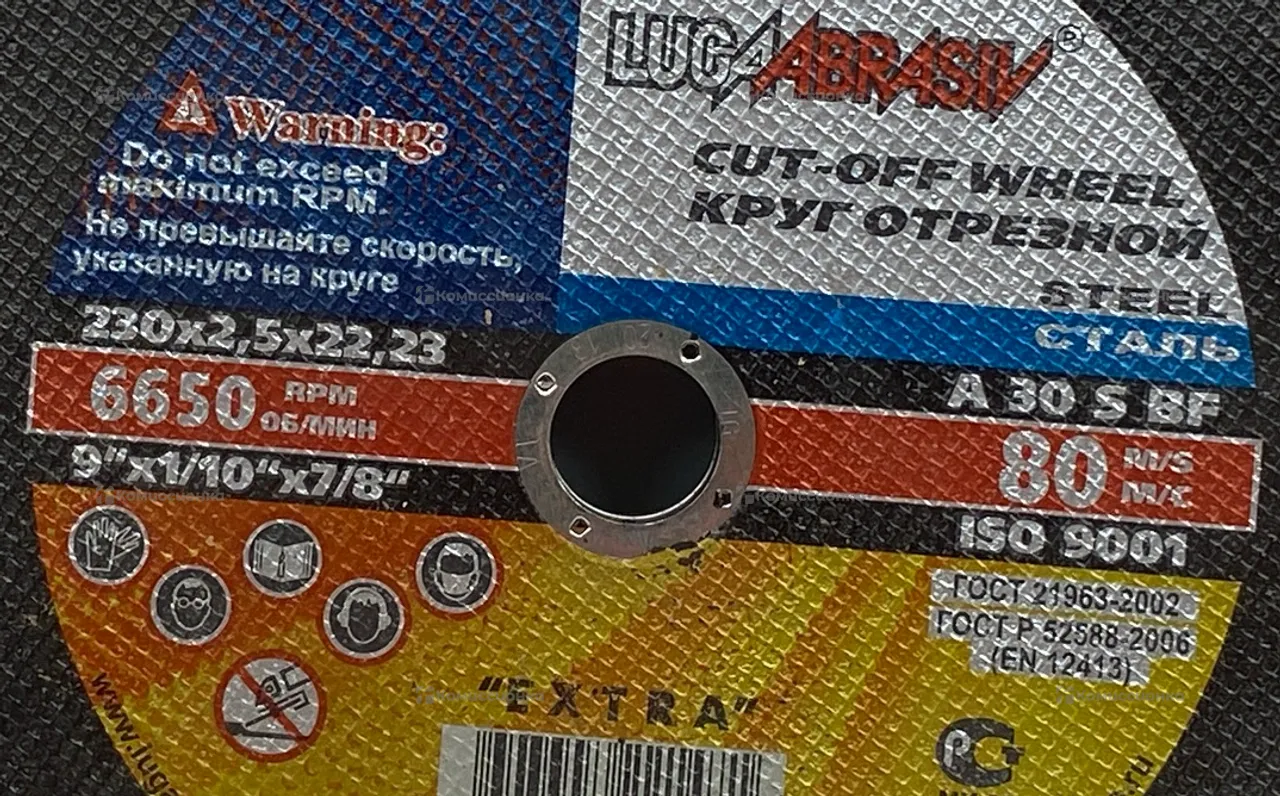 LUGAABRASIV®
Warning:
Do not exceed
maximum RPM.
Не превышайте скорость,
указанную на круге
CUT-OFF WHEEL
КРУГ ОТРЕЗНОЙ
STEEL
СТАЛЬ
230x2,5x22,23
6650 RPM
ОБ/МИН
9"x1/10"x7/8"
A 30 S BF
80 M/S
М/С
ISO 9001
ГОСТ 21963-2002
ГОСТ Р 52588-2006
(EN 12413)
"EXTRA"
Комиссионка